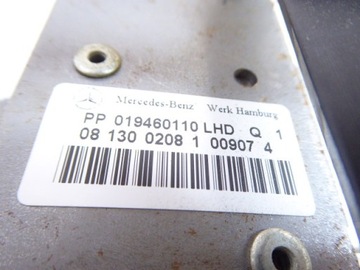 Mercedes-Benz Werk Hamburg
PP 019460110 LHD Q 1
08 130 0208 1 00907 4